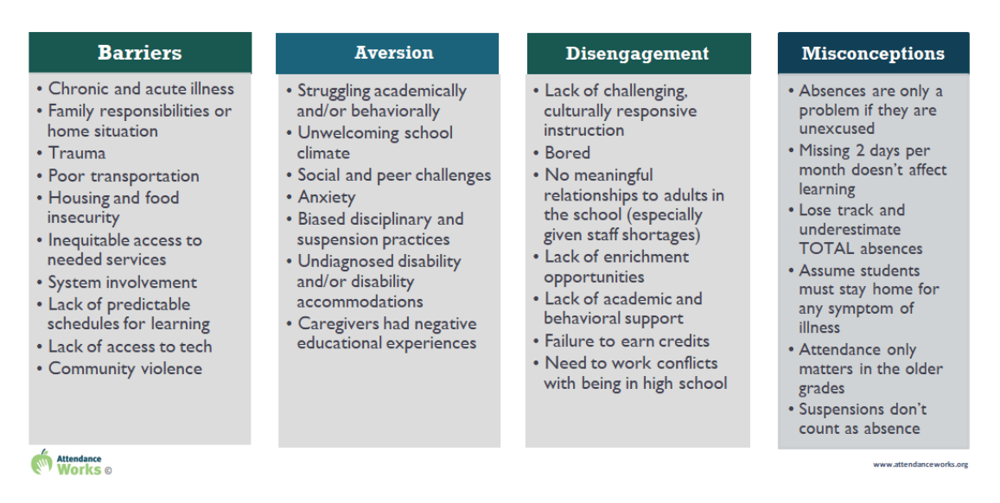 Barriers
• Chronic and acute illness
• Family responsibilities or
home situation
• Trauma
• Poor transportation
• Housing and food
insecurity
• Inequitable access to
needed services
• System involvement
• Lack of predictable
schedules for learning
• Lack of access to tech
• Community violence
Aversion
• Struggling academically
and/or behaviorally
• Unwelcoming school
climate
• Social and peer challenges
• Anxiety
• Biased disciplinary and
suspension practices
• Undiagnosed disability
and/or disability
accommodations
• Caregivers had negative
educational experiences
Disengagement
• Lack of challenging,
culturally responsive
instruction
• Bored
• No meaningful
relationships to adults in
the school (especially
given staff shortages)
• Lack of enrichment
opportunities
• Lack of academic and
behavioral support
• Failure to earn credits
• Need to work conflicts
with being in high school
Misconceptions
• Absences are only a
problem if they are
unexcused
• Missing 2 days per
month doesn't affect
learning
• Lose track and
underestimate
TOTAL absences
• Assume students
must stay home for
any symptom of
illness
• Attendance only
matters in the older
grades
• Suspensions don't
count as absence
Attendance
Works ©
www.attendanceworks.org